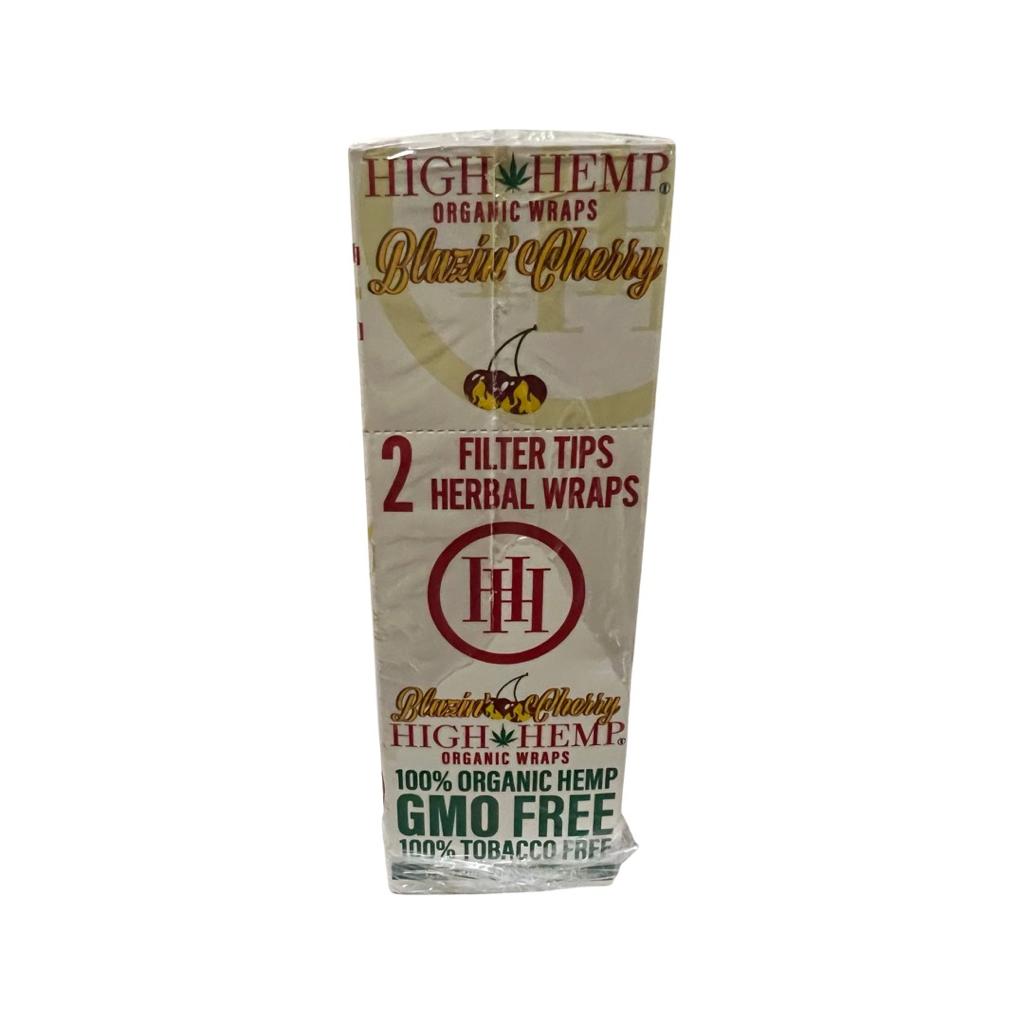 HIGH HEMP®
ORGANIC WRAPS
Blazin' Cherry
2 FILTER TIPS
HERBAL WRAPS
HH
Blazin' Cherry
HIGH HEMP®
ORGANIC WRAPS
100% ORGANIC HEMP
GMO FREE
100% TOBACCO FREE